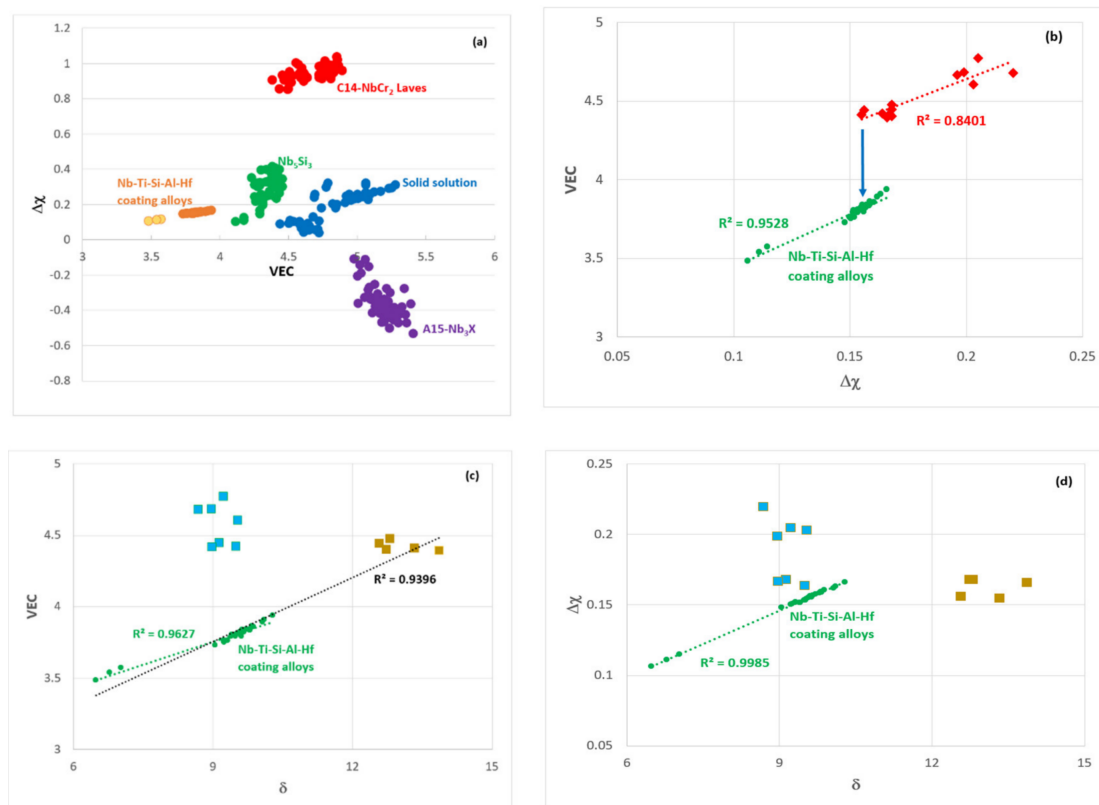 (a)
1.2
1
0.8
0.6
0.4
0.2
0
-0.2
-0.4
-0.6
-0.8
Δχ
C14-NbCr₂ Laves
Nb₅Si₃
Nb-Ti-Si-Al-Hf
coating alloys
Solid solution
A15-Nb₃X
VEC
3 3.5 4 4.5 5 5.5 6
(b)
5
4.5
4
3.5
3
VEC
R² = 0.8401
R² = 0.9528
Nb-Ti-Si-Al-Hf
coating alloys
0.05 0.1 0.15 0.2 0.25
Δχ
(c)
5
4.5
4
3.5
3
VEC
R² = 0.9396
R² = 0.9627
Nb-Ti-Si-Al-Hf
coating alloys
6 9 12 15
δ
(d)
0.25
0.2
0.15
0.1
0.05
Δχ
Nb-Ti-Si-Al-Hf
coating alloys
R² = 0.9985
6 9 12 15
δ